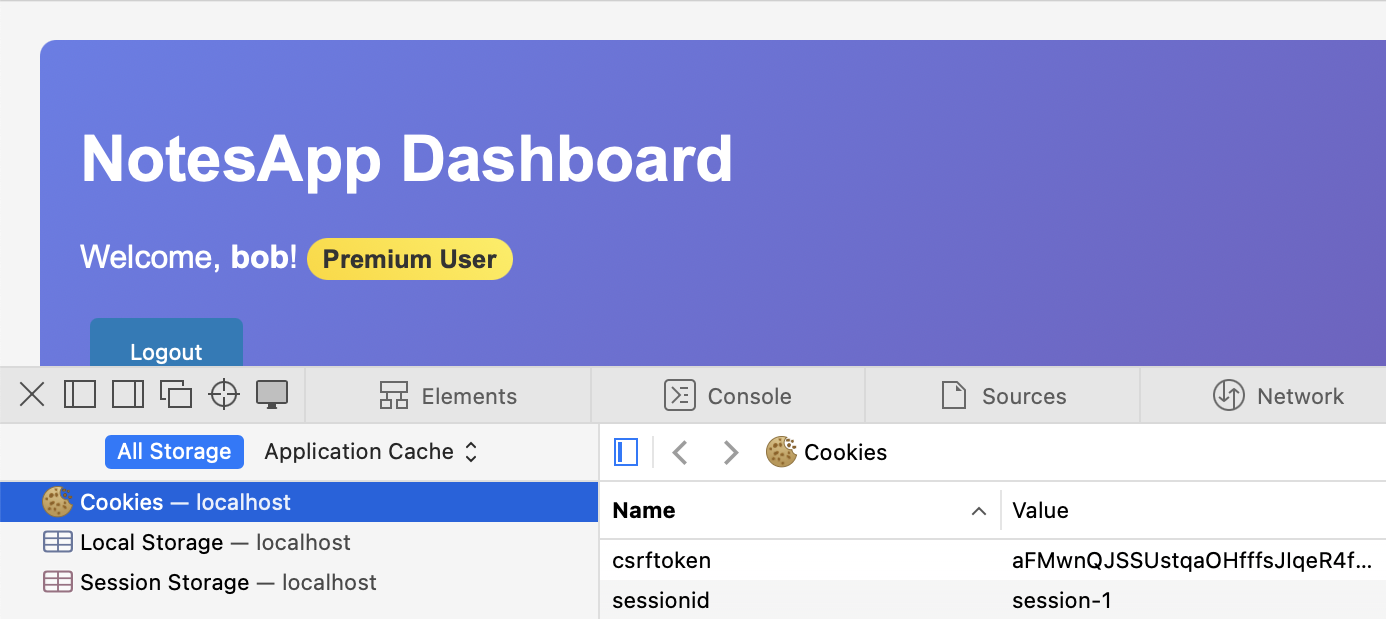 NotesApp Dashboard
Welcome, bob! Premium User
Logout
Elements Console Sources Network
All Storage Application Cache Cookies
Cookies — localhost
Local Storage — localhost
Session Storage — localhost
Name Value
csrftoken aFMwnQJSSUstqaOHfffsJIqeR4f...
sessionid session-1